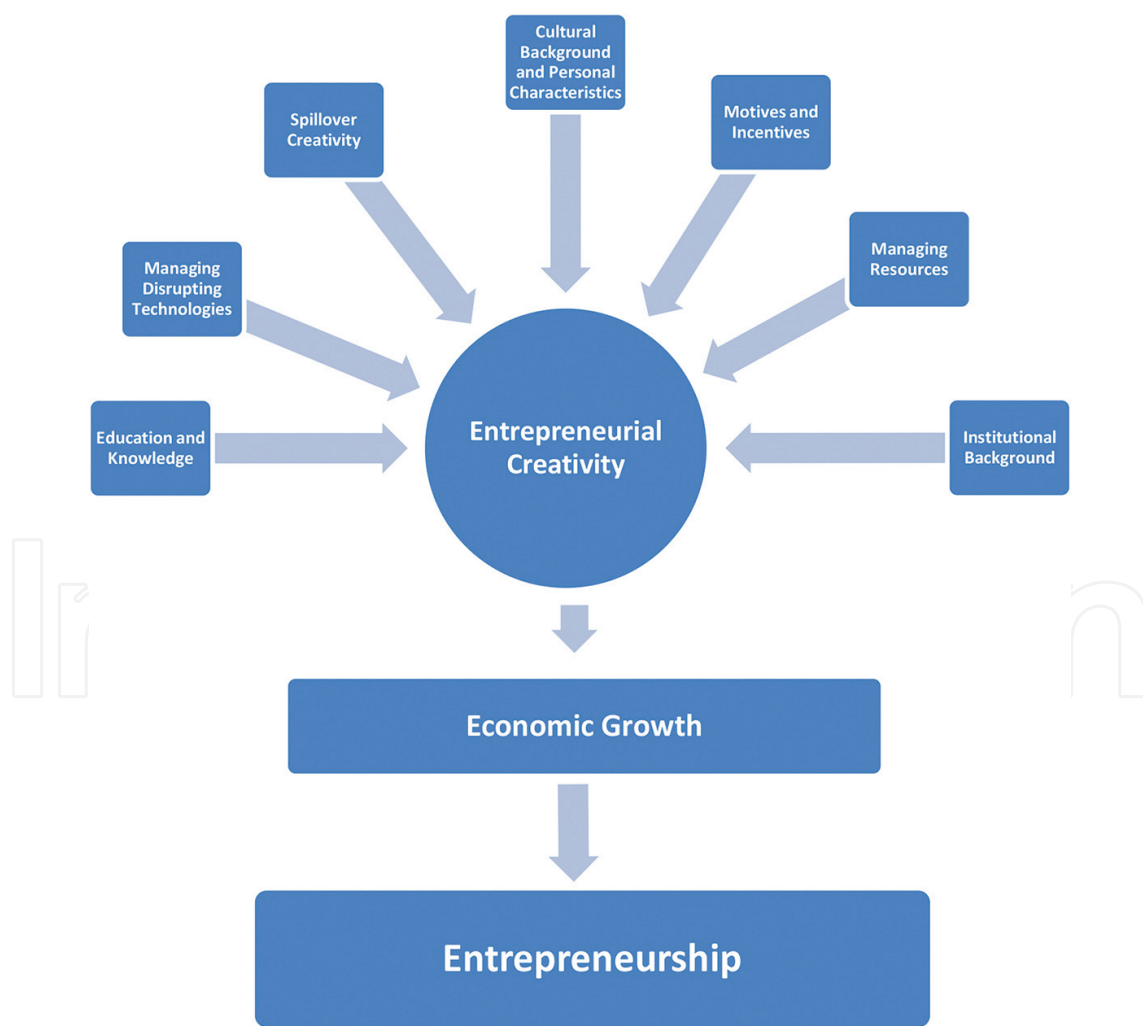 Cultural
Background
and Personal
Characteristics
Spillover
Creativity
Motives and
Incentives
Managing
Disrupting
Technologies
Managing
Resources
Education and
Knowledge
Entrepreneurial
Creativity
Institutional
Background
Economic Growth
Entrepreneurship